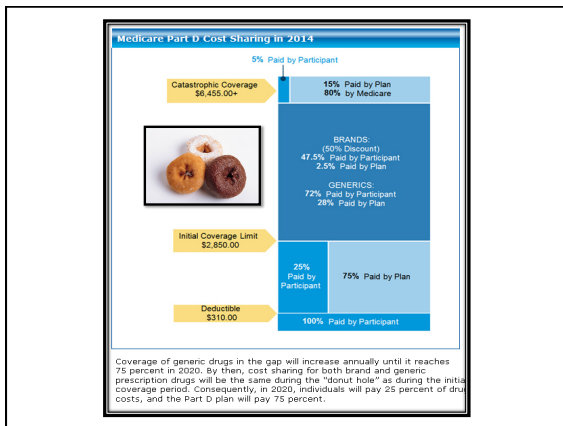 Medicare Part D Cost Sharing in 2014
5% Paid by Participant
Catastrophic Coverage
$6,455.00+
15% Paid by Plan
80% by Medicare
BRANDS:
(50% Discount)
47.5% Paid by Participant
2.5% Paid by Plan
GENERICS:
72% Paid by Participant
28% Paid by Plan
Initial Coverage Limit
$2,850.00
25%
Paid by
Participant
75% Paid by Plan
Deductible
$310.00
100% Paid by Participant
Coverage of generic drugs in the gap will increase annually until it reaches
75 percent in 2020. By then, cost sharing for both brand and generic
prescription drugs will be the same during the "donut hole" as during the initia
coverage period. Consequently, in 2020, individuals will pay 25 percent of dru
costs, and the Part D plan will pay 75 percent.